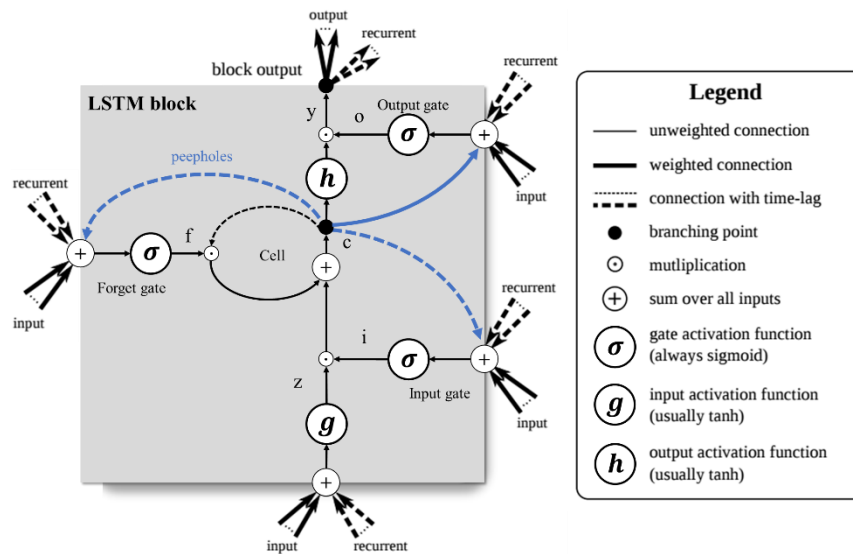 output
recurrent
block output
LSTM block
y
o
Output gate
σ
recurrent
input
peepholes
h
recurrent
f
σ
Forget gate
input
Cell
c
recurrent
i
σ
Input gate
input
z
g
input
recurrent
Legend
unweighted connection
weighted connection
connection with time-lag
branching point
mutliplication
sum over all inputs
σ
gate activation function
(always sigmoid)
g
input activation function
(usually tanh)
h
output activation function
(usually tanh)